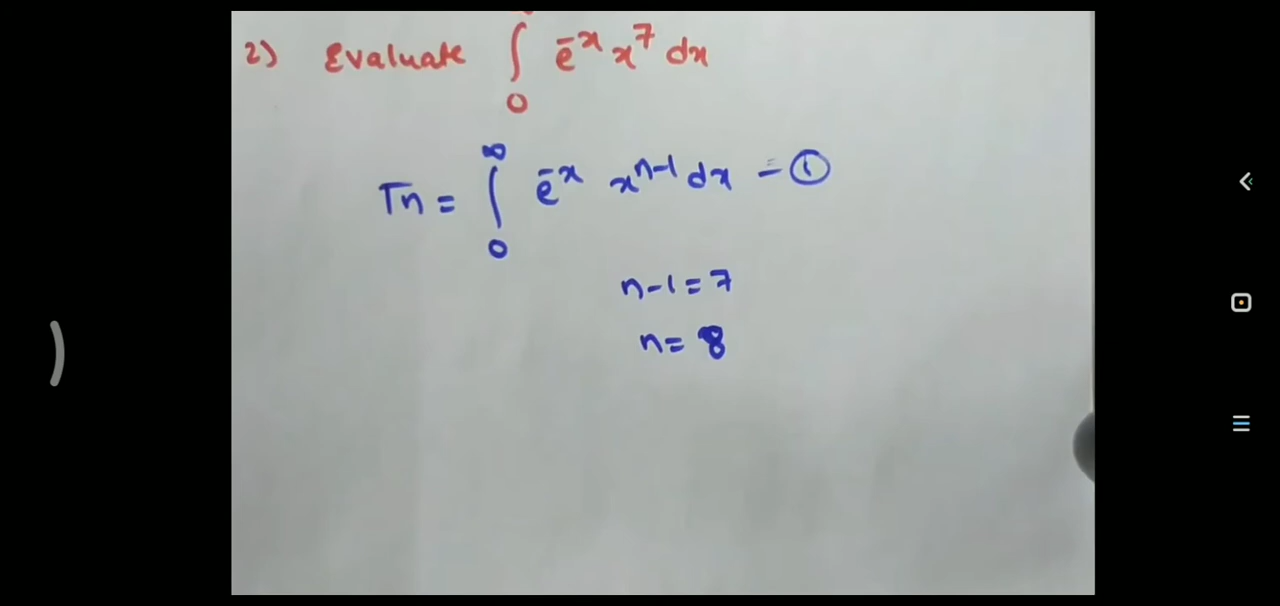 2) Evaluate ∫₀ e⁻ˣ x⁷ dx
Γn = ∫₀^∞ e⁻ˣ xⁿ⁻¹ dx – ①
n-1 = 7
n = 8